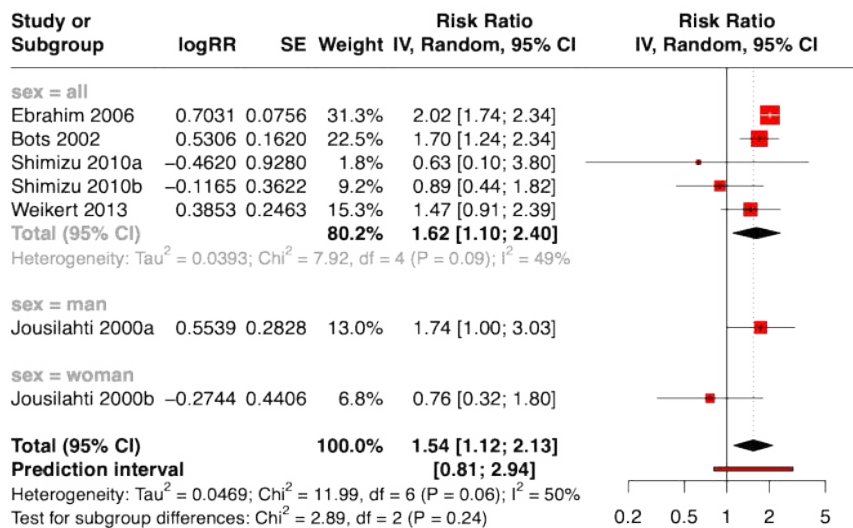 Study or Risk Ratio Risk Ratio
Subgroup logRR SE Weight IV, Random, 95% CI IV, Random, 95% CI
sex = all
Ebrahim 2006 0.7031 0.0756 31.3% 2.02 [1.74; 2.34]
Bots 2002 0.5306 0.1620 22.5% 1.70 [1.24; 2.34]
Shimizu 2010a −0.4620 0.9280 1.8% 0.63 [0.10; 3.80]
Shimizu 2010b −0.1165 0.3622 9.2% 0.89 [0.44; 1.82]
Weikert 2013 0.3853 0.2463 15.3% 1.47 [0.91; 2.39]
Total (95% CI) 80.2% 1.62 [1.10; 2.40]
Heterogeneity: Tau² = 0.0393; Chi² = 7.92, df = 4 (P = 0.09); I² = 49%
sex = man
Jousilahti 2000a 0.5539 0.2828 13.0% 1.74 [1.00; 3.03]
sex = woman
Jousilahti 2000b −0.2744 0.4406 6.8% 0.76 [0.32; 1.80]
Total (95% CI) 100.0% 1.54 [1.12; 2.13]
Prediction interval [0.81; 2.94]
Heterogeneity: Tau² = 0.0469; Chi² = 11.99, df = 6 (P = 0.06); I² = 50%
Test for subgroup differences: Chi² = 2.89, df = 2 (P = 0.24)
0.2 0.5 1 2 5